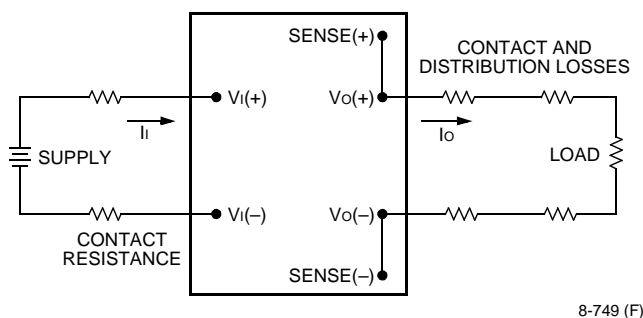 SENSE(+)
CONTACT AND
DISTRIBUTION LOSSES
VI(+)
VO(+)
II
IO
SUPPLY
LOAD
VI(–)
VO(–)
CONTACT
RESISTANCE
SENSE(–)
8-749 (F)